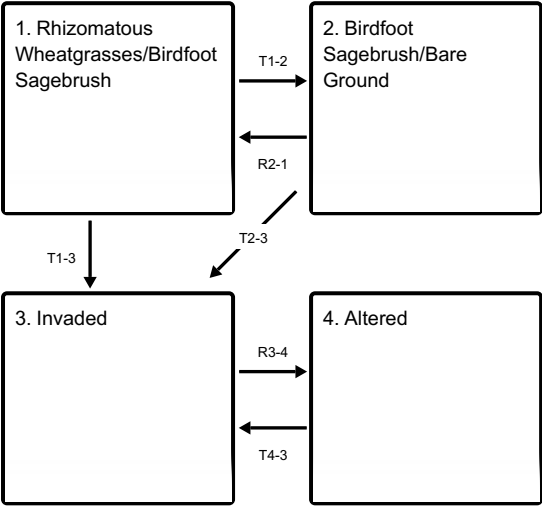 1. Rhizomatous
Wheatgrasses/Birdfoot
Sagebrush
T1-2
2. Birdfoot
Sagebrush/Bare
Ground
R2-1
T1-3
T2-3
3. Invaded
R3-4
4. Altered
T4-3